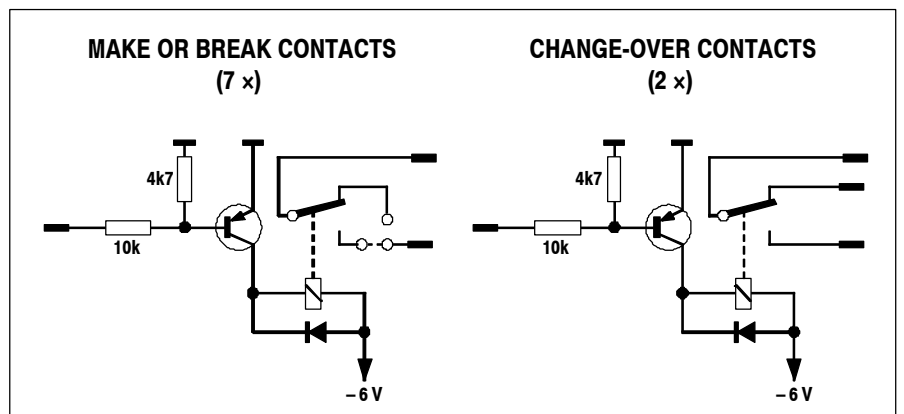 MAKE OR BREAK CONTACTS
(7 ×)
4k7
10k
– 6 V
CHANGE-OVER CONTACTS
(2 ×)
4k7
10k
– 6 V